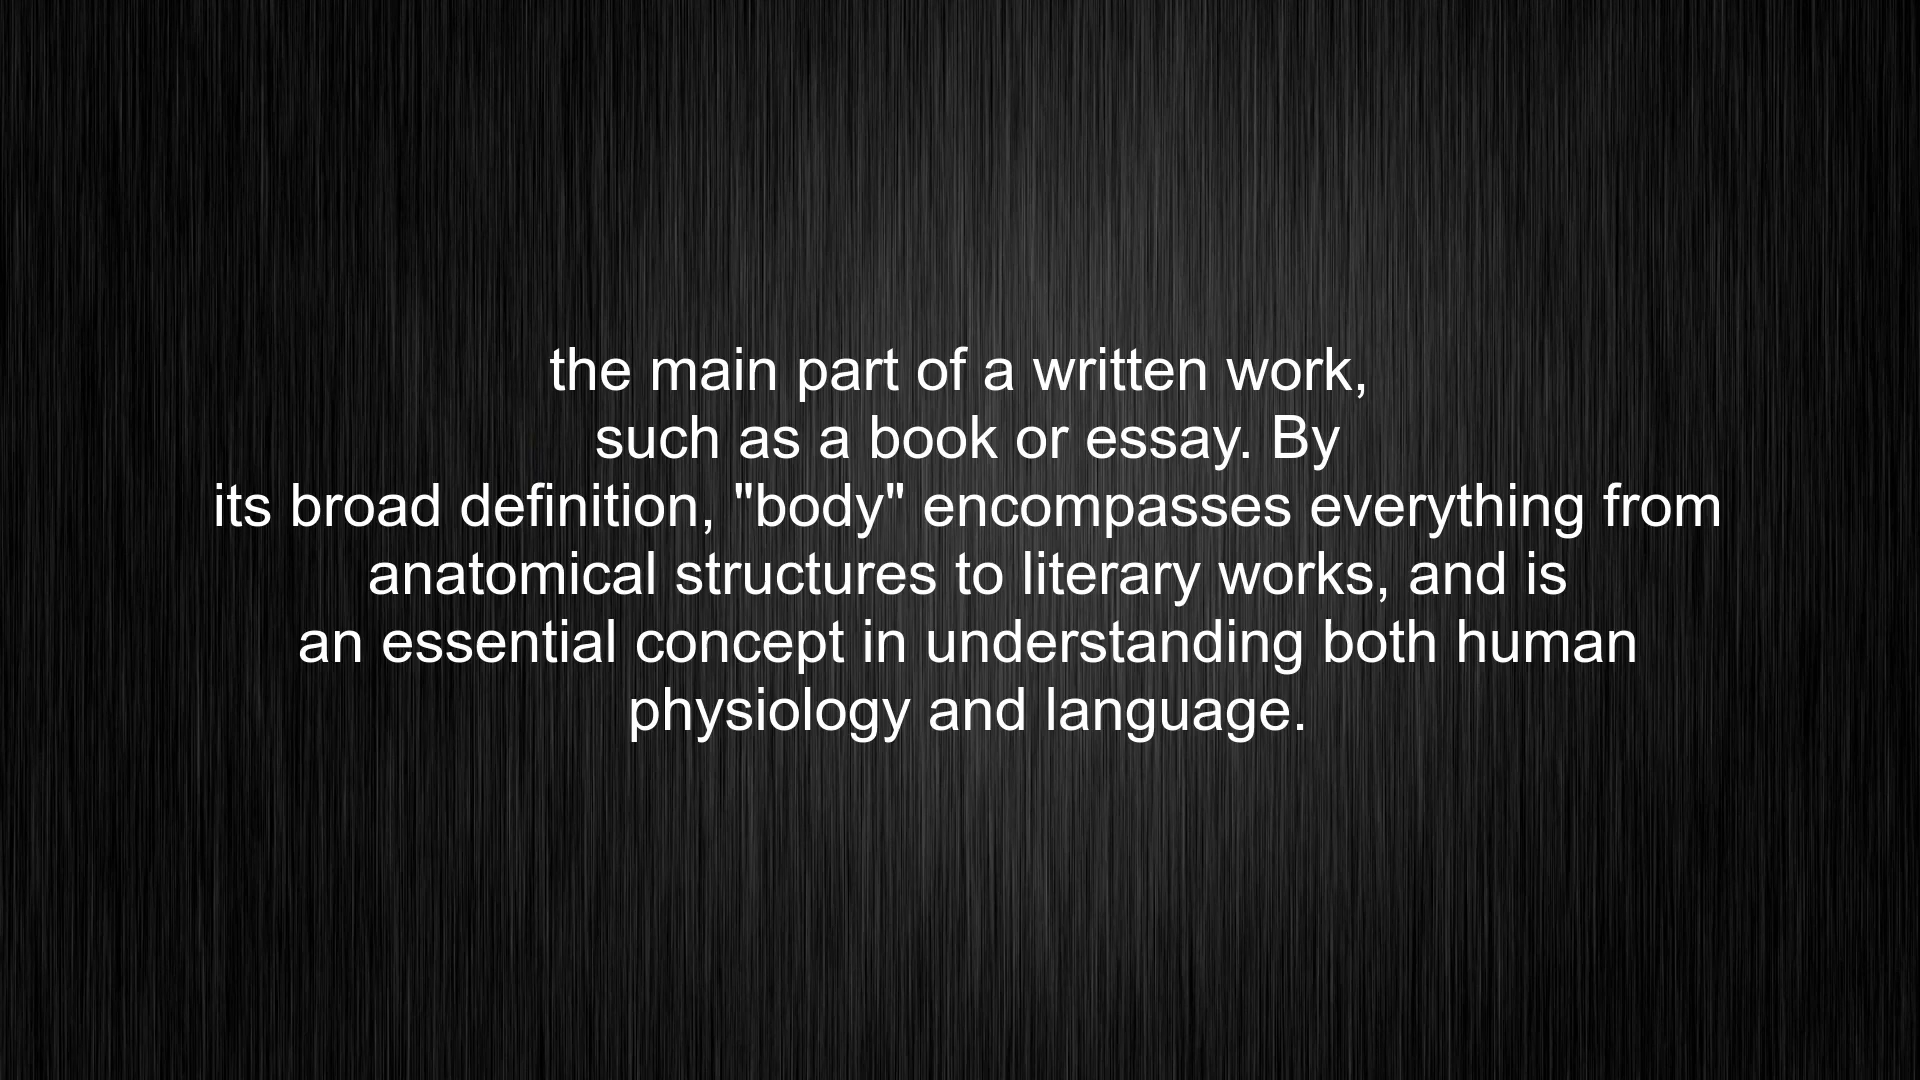 the main part of a written work,
such as a book or essay. By
its broad definition, "body" encompasses everything from
anatomical structures to literary works, and is
an essential concept in understanding both human
physiology and language.